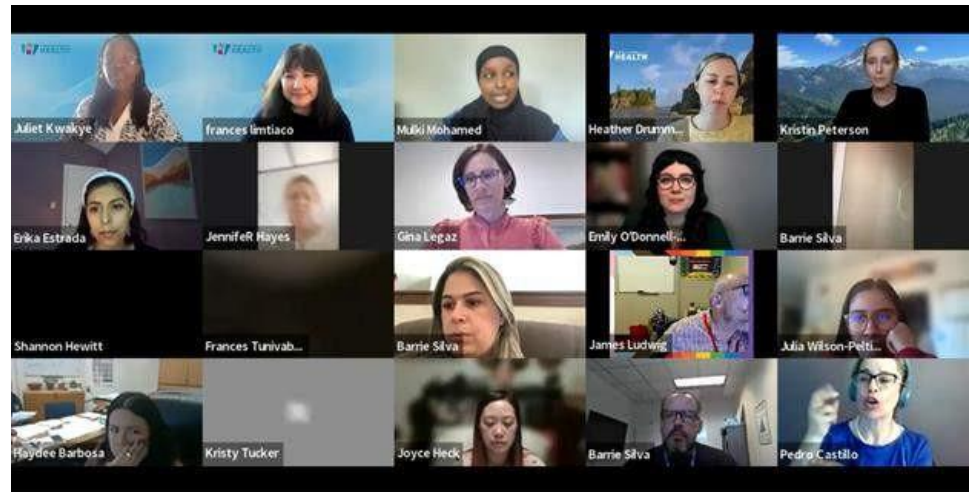 HEALTH
HEALTH
HEALTH
Juliet Kwakye
frances limtiaco
Mulki Mohamed
Heather Drumm...
Kristin Peterson
Erika Estrada
JennifeR Hayes
Gina Legaz
Emily O'Donnell-...
Barrie Silva
Shannon Hewitt
Frances Tunivab...
Barrie Silva
James Ludwig
Julia Wilson-Pelti...
Haydee Barbosa
Kristy Tucker
Joyce Heck
Barrie Silva
Pedro Castillo